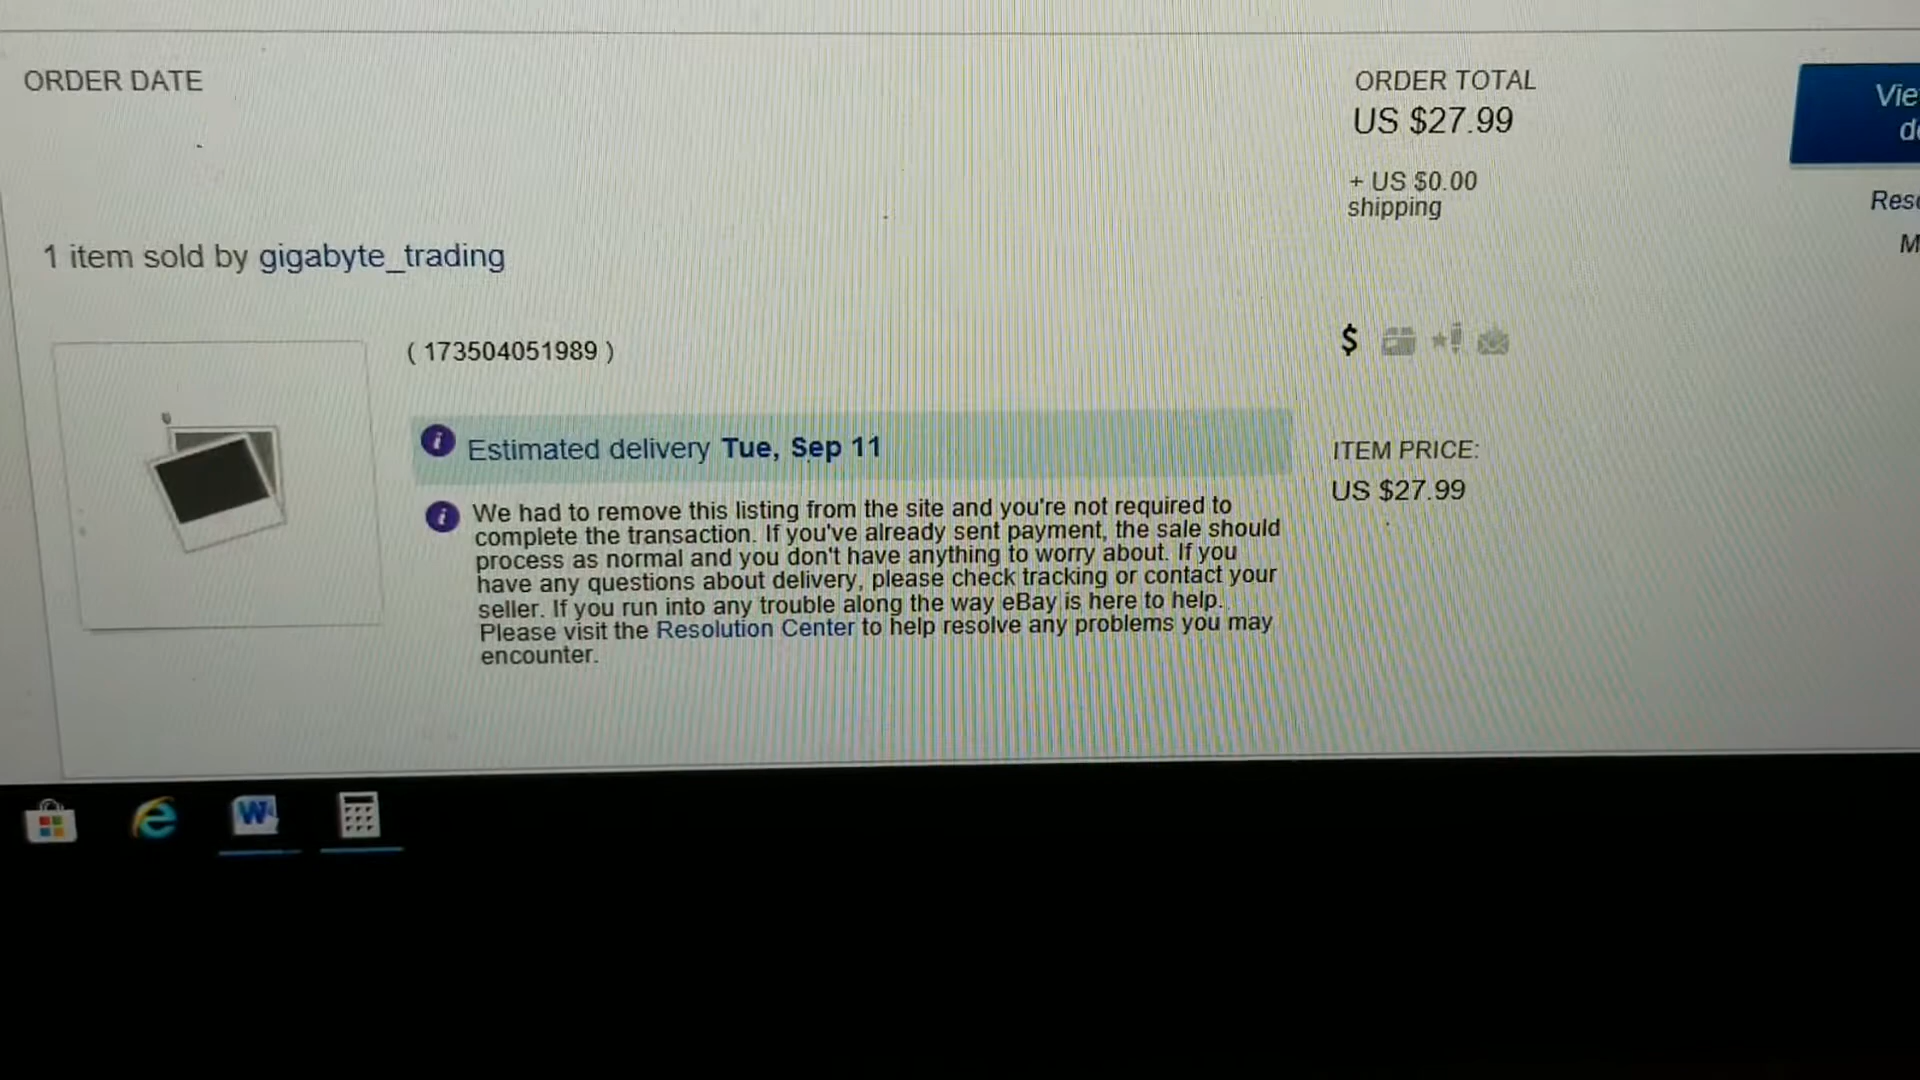 ORDER DATE
ORDER TOTAL
US $27.99
+ US $0.00
shipping
1 item sold by gigabyte_trading
( 173504051989 )
$
Estimated delivery Tue, Sep 11
We had to remove this listing from the site and you're not required to
complete the transaction. If you've already sent payment, the sale should
process as normal and you don't have anything to worry about. If you
have any questions about delivery, please check tracking or contact your
seller. If you run into any trouble along the way eBay is here to help.
Please visit the Resolution Center to help resolve any problems you may
encounter.
ITEM PRICE:
US $27.99